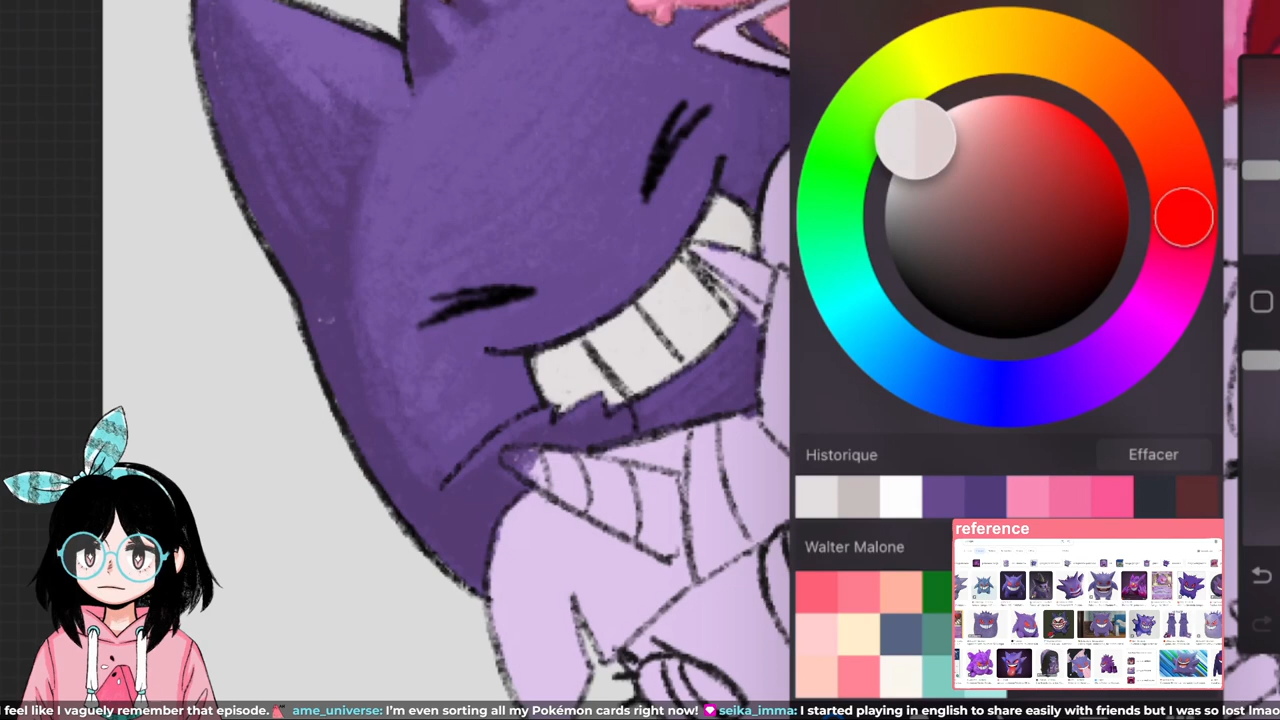 Historique
Effacer
reference
Walter Malone
I feel like I vaguely remember that episode. ame_universe: I'm even sorting all my Pokémon cards right now! seika_imma: I started playing in english to share easily with friends but I was so lost lmao